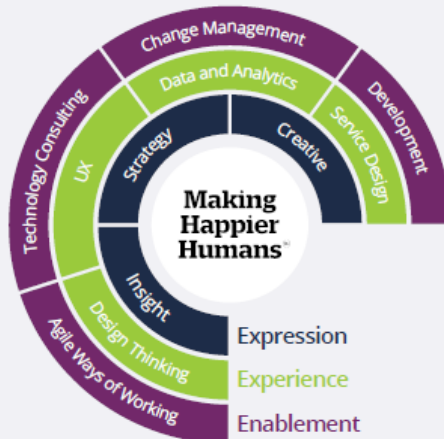 Change Management
Data and Analytics
Development
Technology Consulting
UX
Strategy
Creative
Service Design
Making
Happier
Humans℠
Insight
Design Thinking
Agile Ways of Working
Expression
Experience
Enablement